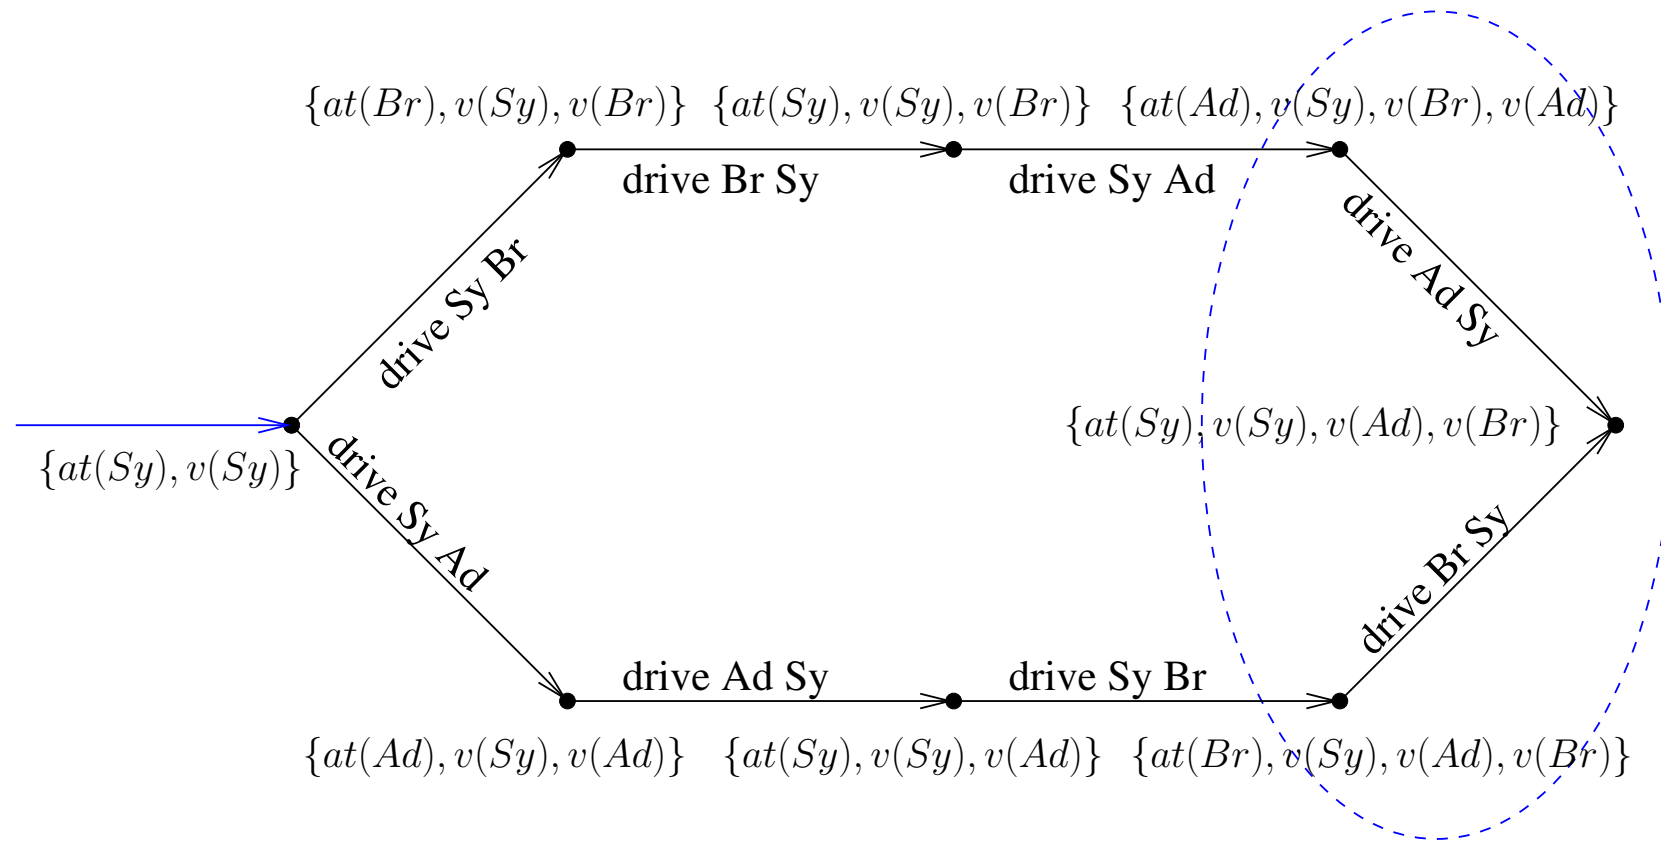 {at(Br), v(Sy), v(Br)} {at(Sy), v(Sy), v(Br)} {at(Ad), v(Sy), v(Br), v(Ad)}
drive Br Sy
drive Sy Ad
drive Sy Br
drive Ad Sy
{at(Sy), v(Sy)}
{at(Sy), v(Sy), v(Ad), v(Br)}
drive Sy Ad
drive Br Sy
drive Ad Sy
drive Sy Br
{at(Ad), v(Sy), v(Ad)} {at(Sy), v(Sy), v(Ad)} {at(Br), v(Sy), v(Ad), v(Br)}